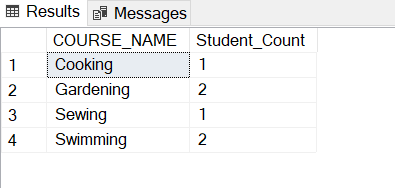 Results Messages
COURSE_NAME Student_Count
1 Cooking 1
2 Gardening 2
3 Sewing 1
4 Swimming 2